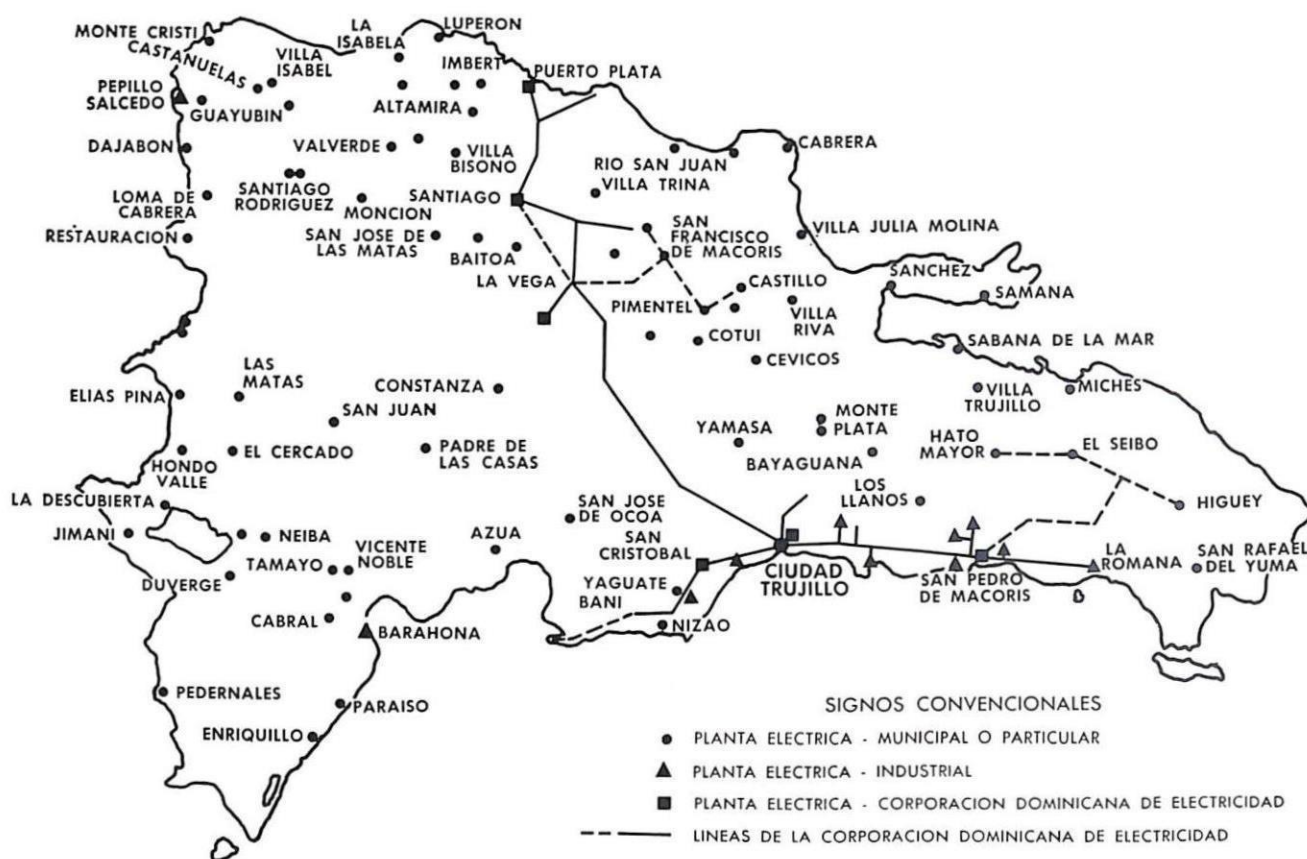 MONTE CRISTI
CASTAÑUELAS
VILLA
ISABEL
LA
ISABELA
LUPERON
IMBERT
PUERTO PLATA
PEPILLO
SALCEDO
GUAYUBIN
ALTAMIRA
DAJABON
VALVERDE
VILLA
BISONO
RIO SAN JUAN
CABRERA
VILLA TRINA
LOMA DE
CABRERA
SANTIAGO
RODRIGUEZ
MONCION
SANTIAGO
RESTAURACION
SAN JOSE DE
LAS MATAS
BAITOA
SAN
FRANCISCO
DE MACORIS
VILLA JULIA MOLINA
LA VEGA
SANCHEZ
SAMANA
CASTILLO
PIMENTEL
VILLA
RIVA
COTUI
CEVICOS
SABANA DE LA MAR
ELIAS PINA
LAS
MATAS
CONSTANZA
SAN JUAN
VILLA
TRUJILLO
MICHES
MONTE
PLATA
YAMASA
BAYAGUANA
HATO
MAYOR
EL SEIBO
HONDO
VALLE
EL CERCADO
PADRE DE
LAS CASAS
LA DESCUBIERTA
LOS
LLANOS
HIGUEY
JIMANI
NEIBA
SAN JOSE
DE OCOA
AZUA
SAN
CRISTOBAL
DUVERGE
TAMAYO
VICENTE
NOBLE
CIUDAD
TRUJILLO
SAN PEDRO
DE MACORIS
LA
ROMANA
SAN RAFAEL
DEL YUMA
YAGUATE
BANI
CABRAL
BARAHONA
NIZAO
PEDERNALES
PARAISO
ENRIQUILLO
SIGNOS CONVENCIONALES
PLANTA ELECTRICA - MUNICIPAL O PARTICULAR
PLANTA ELECTRICA - INDUSTRIAL
PLANTA ELECTRICA - CORPORACION DOMINICANA DE ELECTRICIDAD
LINEAS DE LA CORPORACION DOMINICANA DE ELECTRICIDAD